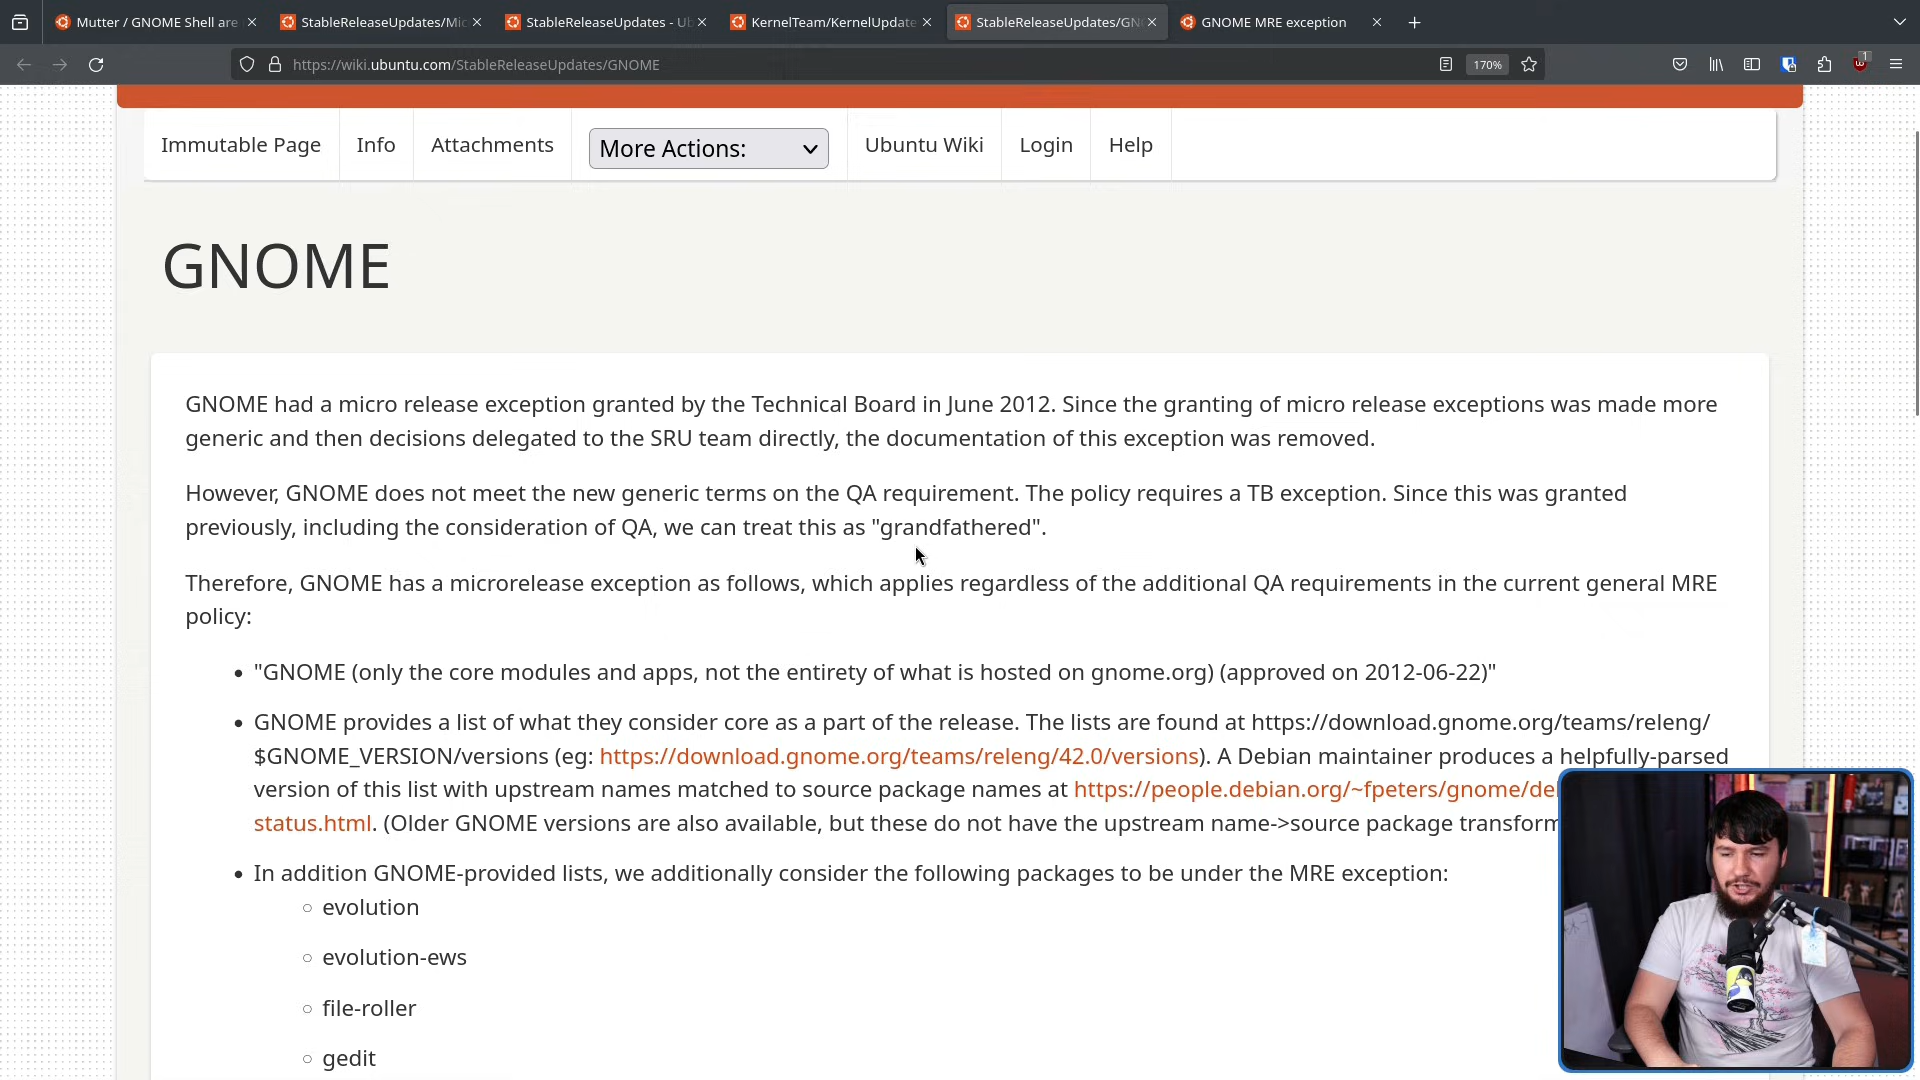 Mutter / GNOME Shell are
StableReleaseUpdates/Mic
StableReleaseUpdates - Ub
KernelTeam/KernelUpdate
StableReleaseUpdates/GN
GNOME MRE exception
https://wiki.ubuntu.com/StableReleaseUpdates/GNOME
170%
1
Immutable Page
Info
Attachments
More Actions:
Ubuntu Wiki
Login
Help
GNOME
GNOME had a micro release exception granted by the Technical Board in June 2012. Since the granting of micro release exceptions was made more
generic and then decisions delegated to the SRU team directly, the documentation of this exception was removed.
However, GNOME does not meet the new generic terms on the QA requirement. The policy requires a TB exception. Since this was granted
previously, including the consideration of QA, we can treat this as "grandfathered".
Therefore, GNOME has a microrelease exception as follows, which applies regardless of the additional QA requirements in the current general MRE
policy:
• "GNOME (only the core modules and apps, not the entirety of what is hosted on gnome.org) (approved on 2012-06-22)"
• GNOME provides a list of what they consider core as a part of the release. The lists are found at https://download.gnome.org/teams/releng/
$GNOME_VERSION/versions (eg: https://download.gnome.org/teams/releng/42.0/versions). A Debian maintainer produces a helpfully-parsed
version of this list with upstream names matched to source package names at https://people.debian.org/~fpeters/gnome/de
status.html. (Older GNOME versions are also available, but these do not have the upstream name->source package transform
• In addition GNOME-provided lists, we additionally consider the following packages to be under the MRE exception:
○ evolution
○ evolution-ews
○ file-roller
○ gedit